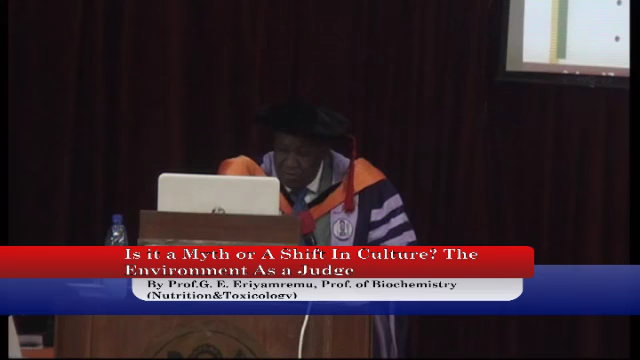 Is it a Myth or A Shift In Culture? The
Environment As a Judge
By Prof.G. E. Eriyamremu, Prof. of Biochemistry
(Nutrition&Toxicology)